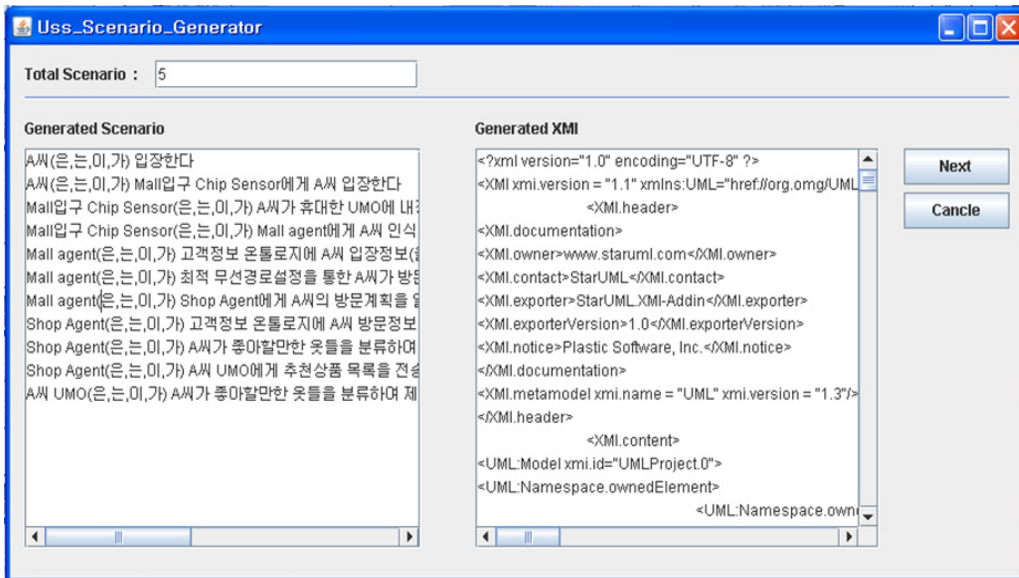 Uss_Scenario_Generator
Total Scenario : 5
Generated Scenario
A씨(은,는,이,가) 입장한다
A씨(은,는,이,가) Mall입구 Chip Sensor에게 A씨 입장한다
Mall입구 Chip Sensor(은,는,이,가) A씨가 휴대한 UMO에
Mall입구 Chip Sensor(은,는,이,가) Mall agent에게 A씨 인식
Mall agent(은,는,이,가) 고객정보 온톨로지에 A씨 입장정보(
Mall agent(은,는,이,가) 최적 무선경로설정을 통한 A씨가
Mall agent(은,는,이,가) Shop Agent에게 A씨의 방문계획을
Shop Agent(은,는,이,가) 고객정보 온톨로지에 A씨 방문정보
Shop Agent(은,는,이,가) A씨가 좋아할만한 옷들을 분류하며
Shop Agent(은,는,이,가) A씨 UMO에게 추천상품 목록을
A씨 UMO(은,는,이,가) A씨가 좋아할만한 옷들을 분류하며 제
Generated XMI
<?xml version="1.0" encoding="UTF-8" ?>
<XMI xmi.version = "1.1" xmlns:UML="href://org.omg/UML
<XMI.header>
<XMI.documentation>
<XMI.owner>www.staruml.com</XMI.owner>
<XMI.contact>StarUML</XMI.contact>
<XMI.exporter>StarUML.XMI-Addin</XMI.exporter>
<XMI.exporterVersion>1.0</XMI.exporterVersion>
<XMI.notice>Plastic Software, Inc.</XMI.notice>
</XMI.documentation>
<XMI.metamodel xmi.name = "UML" xmi.version = "1.3"/>
</XMI.header>
<XMI.content>
<UML:Model xmi.id="UMLProject.0">
<UML:Namespace.ownedElement>
<UML:Namespace.own
Next
Cancle